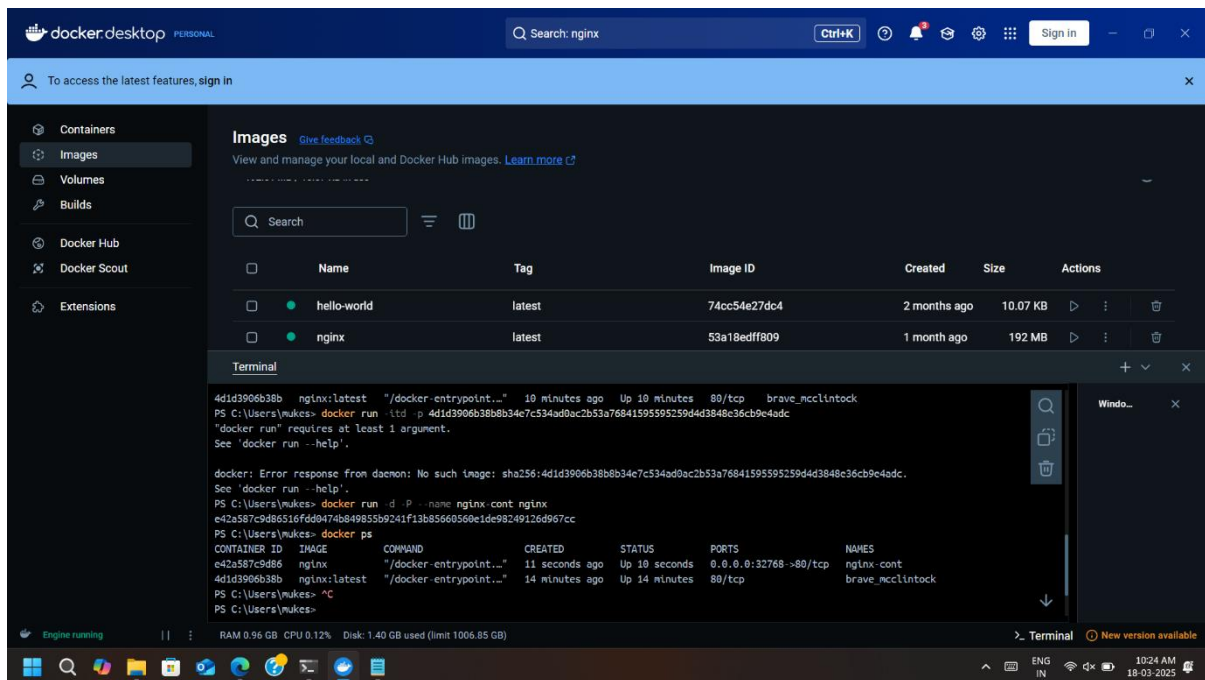 docker.desktop PERSONAL
Search: nginx
Ctrl+K
3
Sign in
To access the latest features, sign in
Containers
Images
Volumes
Builds
Docker Hub
Docker Scout
Extensions
Images Give feedback
View and manage your local and Docker Hub images. Learn more
Search
Name Tag Image ID Created Size Actions
hello-world latest 74cc54e27dc4 2 months ago 10.07 KB
nginx latest 53a18edff809 1 month ago 192 MB
Terminal
Windo...
4d1d3906b38b nginx:latest "/docker-entrypoint.…" 10 minutes ago Up 10 minutes 80/tcp brave_mcclintock
PS C:\Users\mukes> docker run -itd -p 4d1d3906b38b8b34e7c534ad0ac2b53a76841595595259d4d3848e36cb9e4adc
"docker run" requires at least 1 argument.
See 'docker run --help'.
docker: Error response from daemon: No such image: sha256:4d1d3906b38b8b34e7c534ad0ac2b53a76841595595259d4d3848e36cb9e4adc.
See 'docker run --help'.
PS C:\Users\mukes> docker run -d -P --name nginx-cont nginx
e42a587c9d86516fdd0474b849855b9241f13b85660560e1de98249126d967cc
PS C:\Users\mukes> docker ps
CONTAINER ID IMAGE COMMAND CREATED STATUS PORTS NAMES
e42a587c9d86 nginx "/docker-entrypoint.…" 11 seconds ago Up 10 seconds 0.0.0.0:32768->80/tcp nginx-cont
4d1d3906b38b nginx:latest "/docker-entrypoint.…" 14 minutes ago Up 14 minutes 80/tcp brave_mcclintock
PS C:\Users\mukes> ^C
PS C:\Users\mukes>
Engine running
RAM 0.96 GB CPU 0.12% Disk: 1.40 GB used (limit 1006.85 GB)
Terminal
New version available
ENG
IN
10:24 AM
18-03-2025